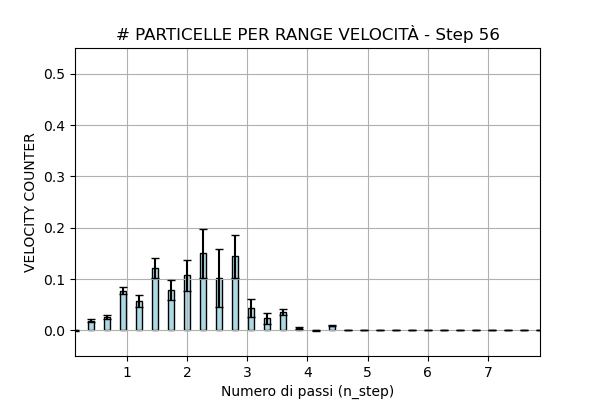 # PARTICELLE PER RANGE VELOCITÀ - Step 56
VELOCITY COUNTER
0.5
0.4
0.3
0.2
0.1
0.0
1 2 3 4 5 6 7
Numero di passi (n_step)